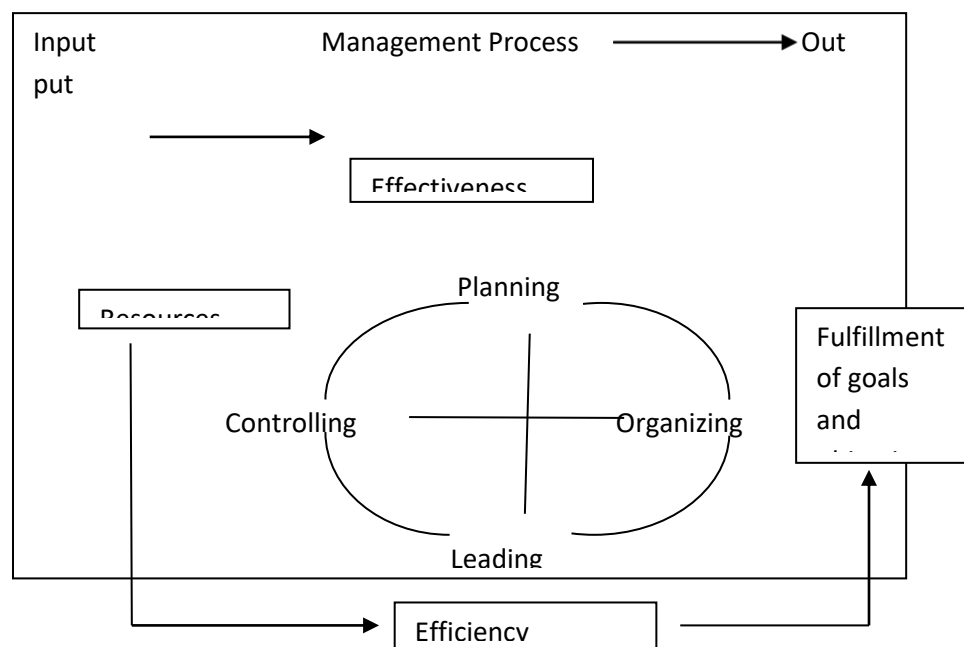 Input Management Process Out
put
Effectiveness
Planning
Resources
Fulfillment
of goals
and
Controlling Organizing
Leading
Efficiency